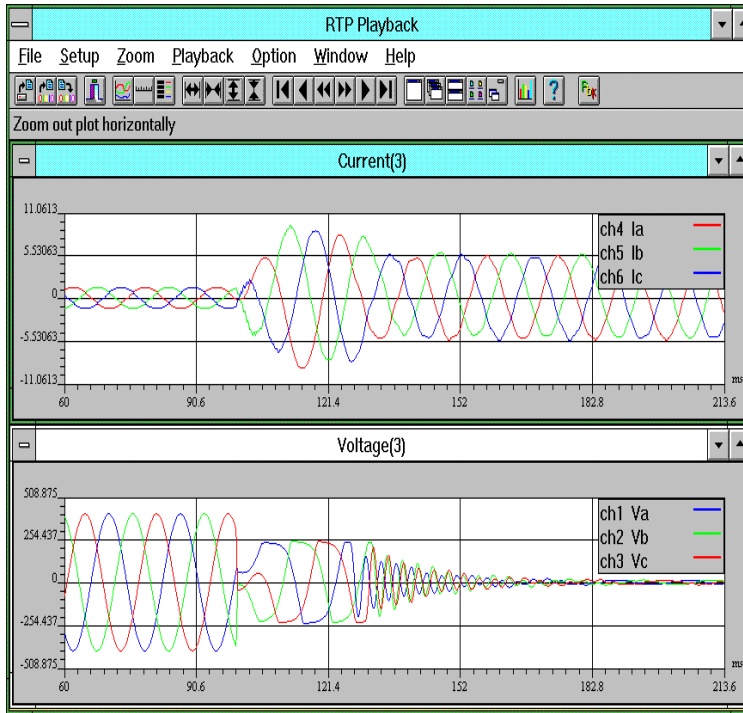 RTP Playback
File Setup Zoom Playback Option Window Help
Zoom out plot horizontally
Current(3)
11.0613
5.53063
0
-5.53063
-11.0613
ch4 Ia
ch5 Ib
ch6 Ic
ms
60 90.6 121.4 152 182.8 213.6
Voltage(3)
508.875
254.437
0
-254.437
-508.875
ch1 Va
ch2 Vb
ch3 Vc
ms
60 90.6 121.4 152 182.8 213.6